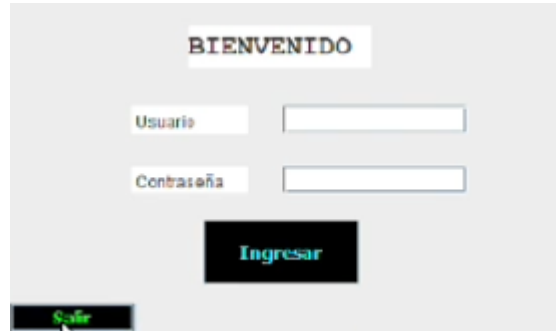 BIENVENIDO
Usuario
Contraseña
Ingresar
Salir